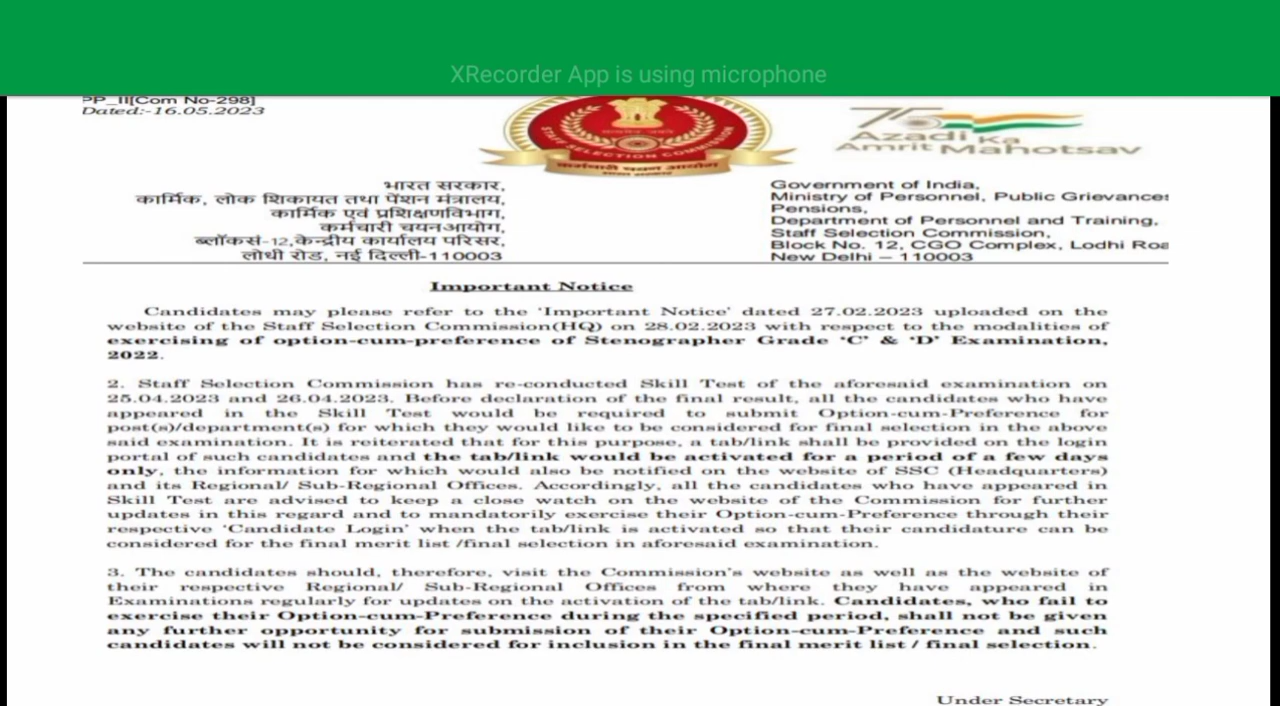 XRecorder App is using microphone
PP_II[Com No-298]
Dated:-16.05.2023
STAFF SELECTION COMMISSION
कर्मचारी चयन आयोग
भारत सरकार
75
Azadi Ka
Amrit Mahotsav
भारत सरकार,
कार्मिक, लोक शिकायत तथा पेंशन मंत्रालय,
कार्मिक एवं प्रशिक्षणविभाग,
कर्मचारी चयनआयोग,
ब्लॉकसं-12,केन्द्रीय कार्यालय परिसर,
लोधी रोड, नई दिल्ली-110003
Government of India,
Ministry of Personnel, Public Grievances
Pensions,
Department of Personnel and Training,
Staff Selection Commission,
Block No. 12, CGO Complex, Lodhi Roa
New Delhi – 110003
Important Notice
Candidates may please refer to the 'Important Notice' dated 27.02.2023 uploaded on the
website of the Staff Selection Commission(HQ) on 28.02.2023 with respect to the modalities of
exercising of option-cum-preference of Stenographer Grade 'C' & 'D' Examination,
2022.
2. Staff Selection Commission has re-conducted Skill Test of the aforesaid examination on
25.04.2023 and 26.04.2023. Before declaration of the final result, all the candidates who have
appeared in the Skill Test would be required to submit Option-cum-Preference for
post(s)/department(s) for which they would like to be considered for final selection in the above
said examination. It is reiterated that for this purpose, a tab/link shall be provided on the login
portal of such candidates and the tab/link would be activated for a period of a few days
only, the information for which would also be notified on the website of SSC (Headquarters)
and its Regional/ Sub-Regional Offices. Accordingly, all the candidates who have appeared in
Skill Test are advised to keep a close watch on the website of the Commission for further
updates in this regard and to mandatorily exercise their Option-cum-Preference through their
respective 'Candidate Login' when the tab/link is activated so that their candidature can be
considered for the final merit list /final selection in aforesaid examination.
3. The candidates should, therefore, visit the Commission's website as well as the website of
their respective Regional/ Sub-Regional Offices from where they have appeared in
Examinations regularly for updates on the activation of the tab/link. Candidates, who fail to
exercise their Option-cum-Preference during the specified period, shall not be given
any further opportunity for submission of their Option-cum-Preference and such
candidates will not be considered for inclusion in the final merit list / final selection.
Under Secretary